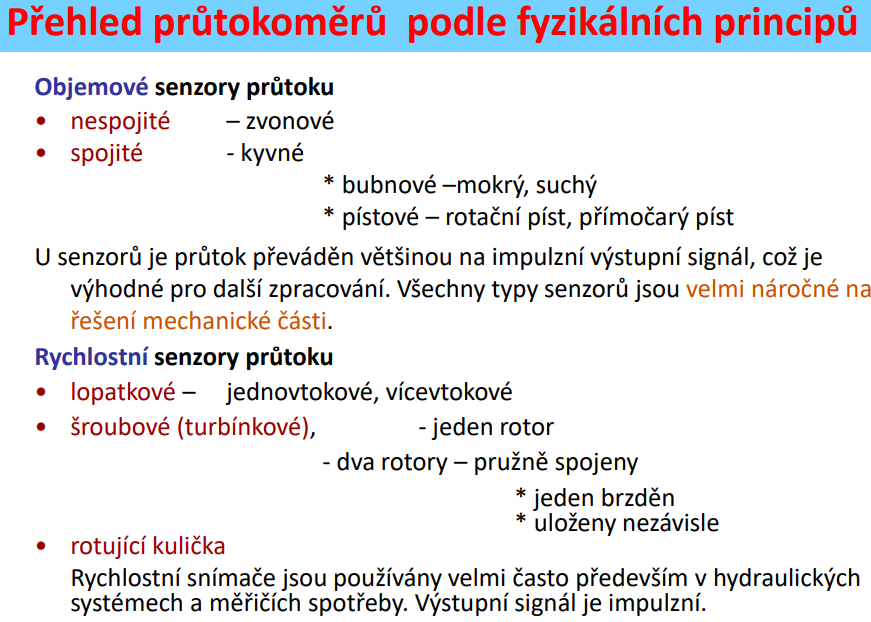 Přehled průtokoměrů podle fyzikálních principů
Objemové senzory průtoku
• nespojité – zvonové
• spojité - kyvné
* bubnové –mokrý, suchý
* pístové – rotační píst, přímočarý píst
U senzorů je průtok převáděn většinou na impulzní výstupní signál, což je
výhodné pro další zpracování. Všechny typy senzorů jsou velmi náročné na
řešení mechanické části.
Rychlostní senzory průtoku
• lopatkové – jednovtokové, vícevtokové
• šroubové (turbínkové), - jeden rotor
- dva rotory – pružně spojeny
* jeden brzděn
* uloženy nezávisle
• rotující kulička
Rychlostní snímače jsou používány velmi často především v hydraulických
systémech a měřičích spotřeby. Výstupní signál je impulzní.